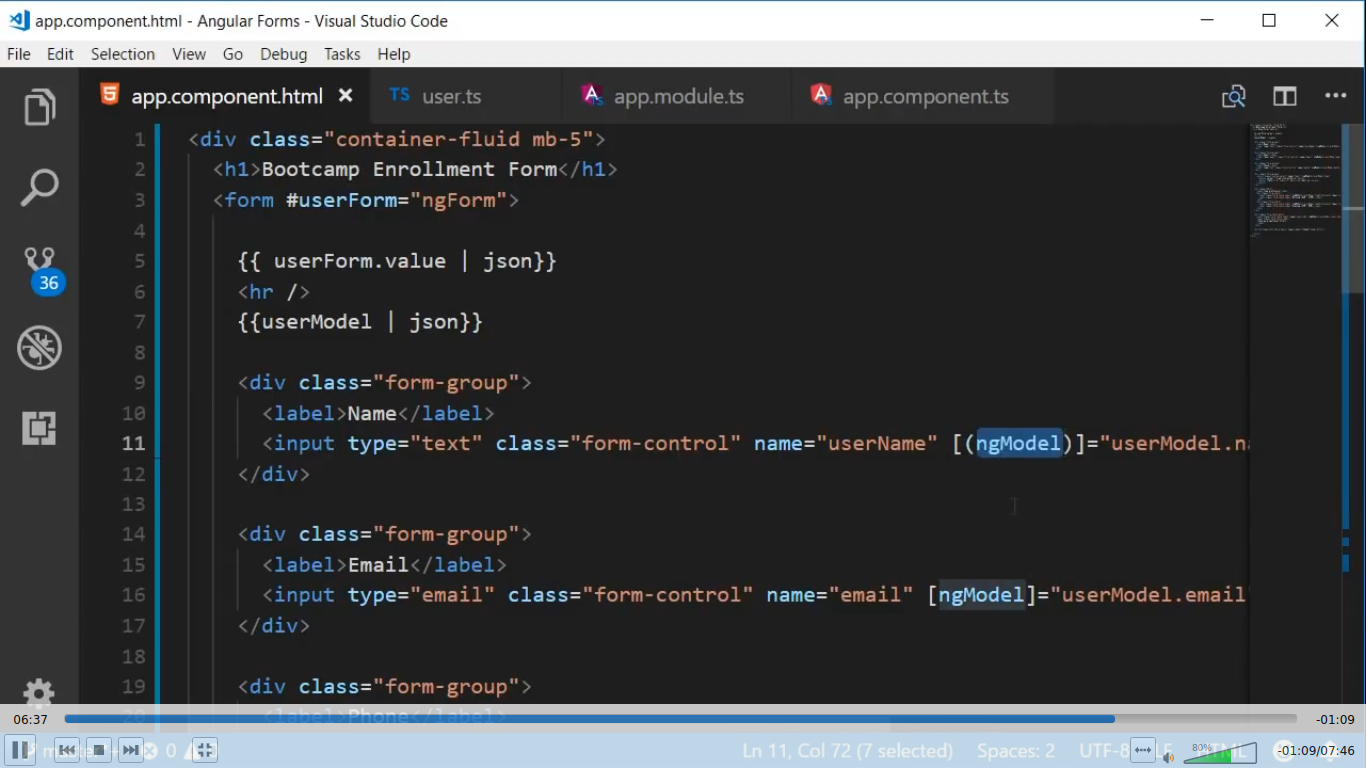 app.component.html - Angular Forms - Visual Studio Code
File Edit Selection View Go Debug Tasks Help
app.component.html TS user.ts app.module.ts app.component.ts
1 <div class="container-fluid mb-5">
2 <h1>Bootcamp Enrollment Form</h1>
3 <form #userForm="ngForm">
4
5 {{ userForm.value | json}}
6 <hr />
7 {{userModel | json}}
8
9 <div class="form-group">
10 <label>Name</label>
11 <input type="text" class="form-control" name="userName" [(ngModel)]="userModel.na
12 </div>
13
14 <div class="form-group">
15 <label>Email</label>
16 <input type="email" class="form-control" name="email" [ngModel]="userModel.email"
17 </div>
18
19 <div class="form-group">
20 <label>Phone</label>
36
06:37 -01:09
0 Ln 11, Col 72 (7 selected) Spaces: 2 UTF-8 LF HTML 80% -01:09/07:46